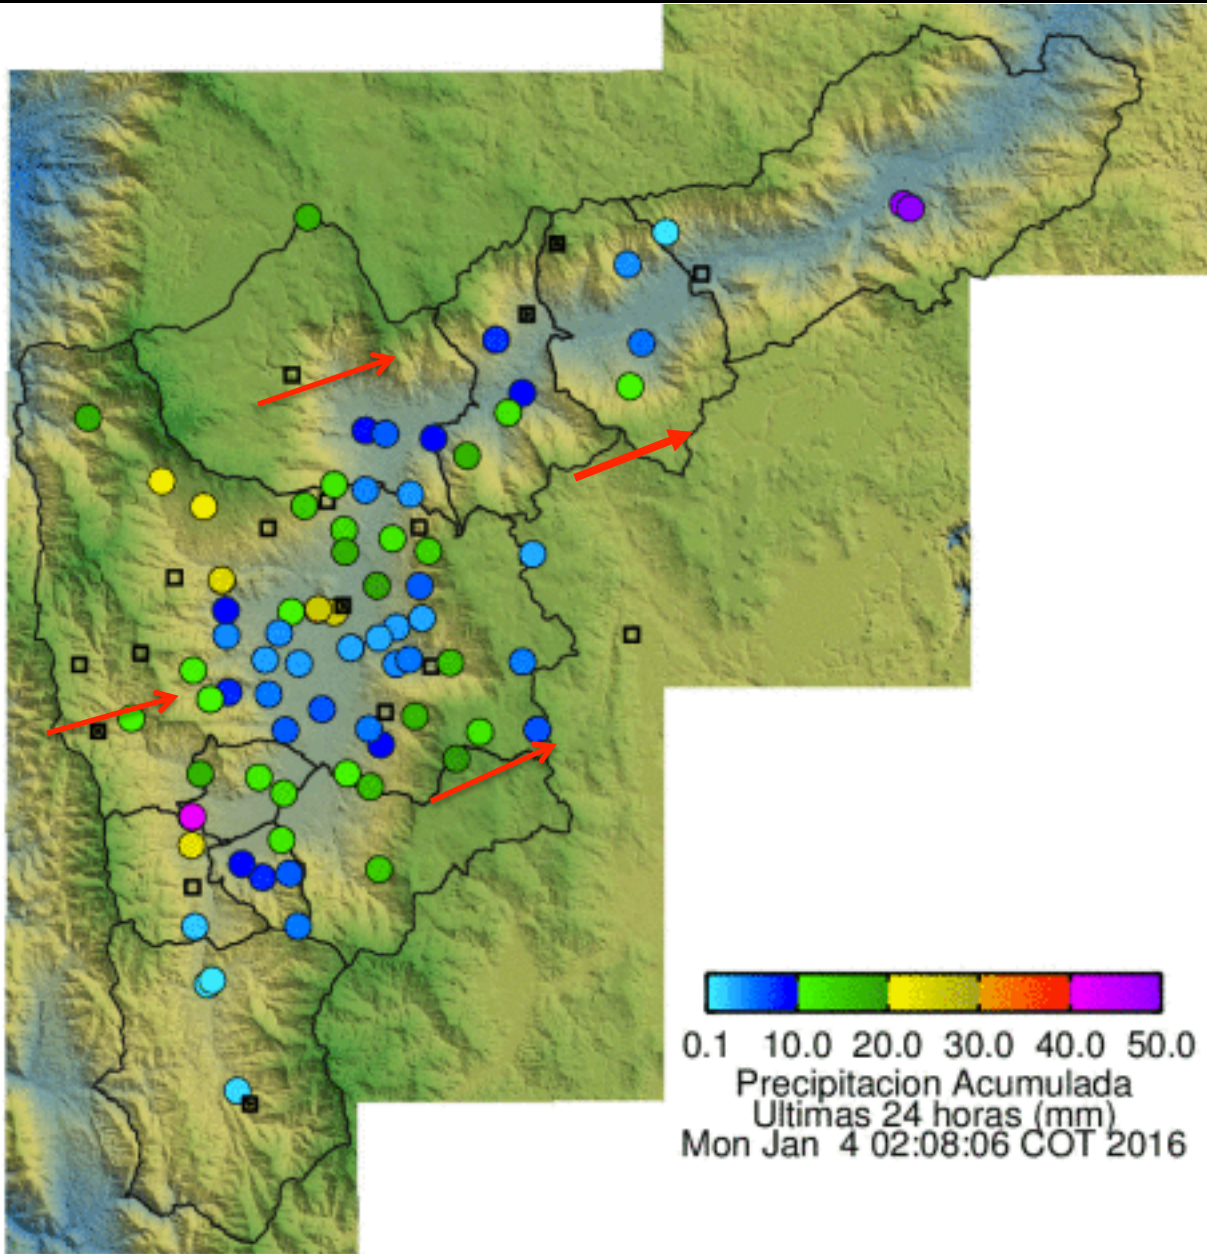 0.1 10.0 20.0 30.0 40.0 50.0
Precipitacion Acumulada
Ultimas 24 horas (mm)
Mon Jan 4 02:08:06 COT 2016